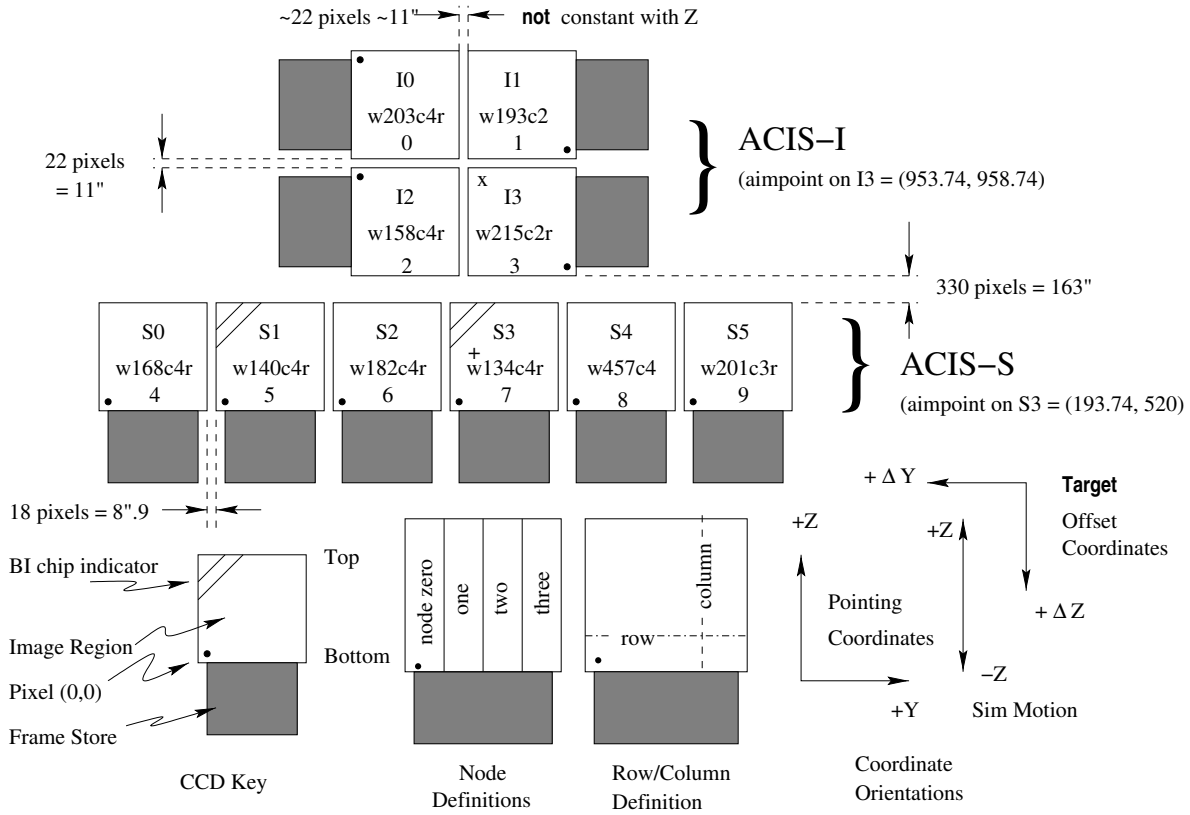 ~22 pixels ~11" not constant with Z
I0
w203c4r
0
I1
w193c2
1
22 pixels
= 11"
ACIS–I
(aimpoint on I3 = (953.74, 958.74)
I2
w158c4r
2
x
I3
w215c2r
3
330 pixels = 163"
S0
w168c4r
4
S1
w140c4r
5
S2
w182c4r
6
S3
+
w134c4r
7
S4
w457c4
8
S5
w201c3r
9
ACIS–S
(aimpoint on S3 = (193.74, 520)
18 pixels = 8".9
BI chip indicator
Image Region
Pixel (0,0)
Frame Store
Top
Bottom
CCD Key
node zero
one
two
three
Node
Definitions
row
column
Row/Column
Definition
+ Δ Y
Target
Offset
Coordinates
+ Δ Z
+Z
Pointing
Coordinates
+Y
+Z
–Z
Sim Motion
Coordinate
Orientations